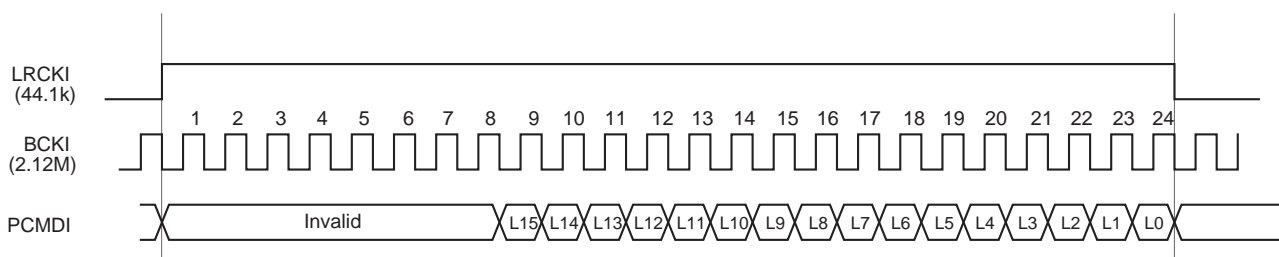 LRCKI
(44.1k)
1 2 3 4 5 6 7 8 9 10 11 12 13 14 15 16 17 18 19 20 21 22 23 24
BCKI
(2.12M)
PCMDI
Invalid L15 L14 L13 L12 L11 L10 L9 L8 L7 L6 L5 L4 L3 L2 L1 L0